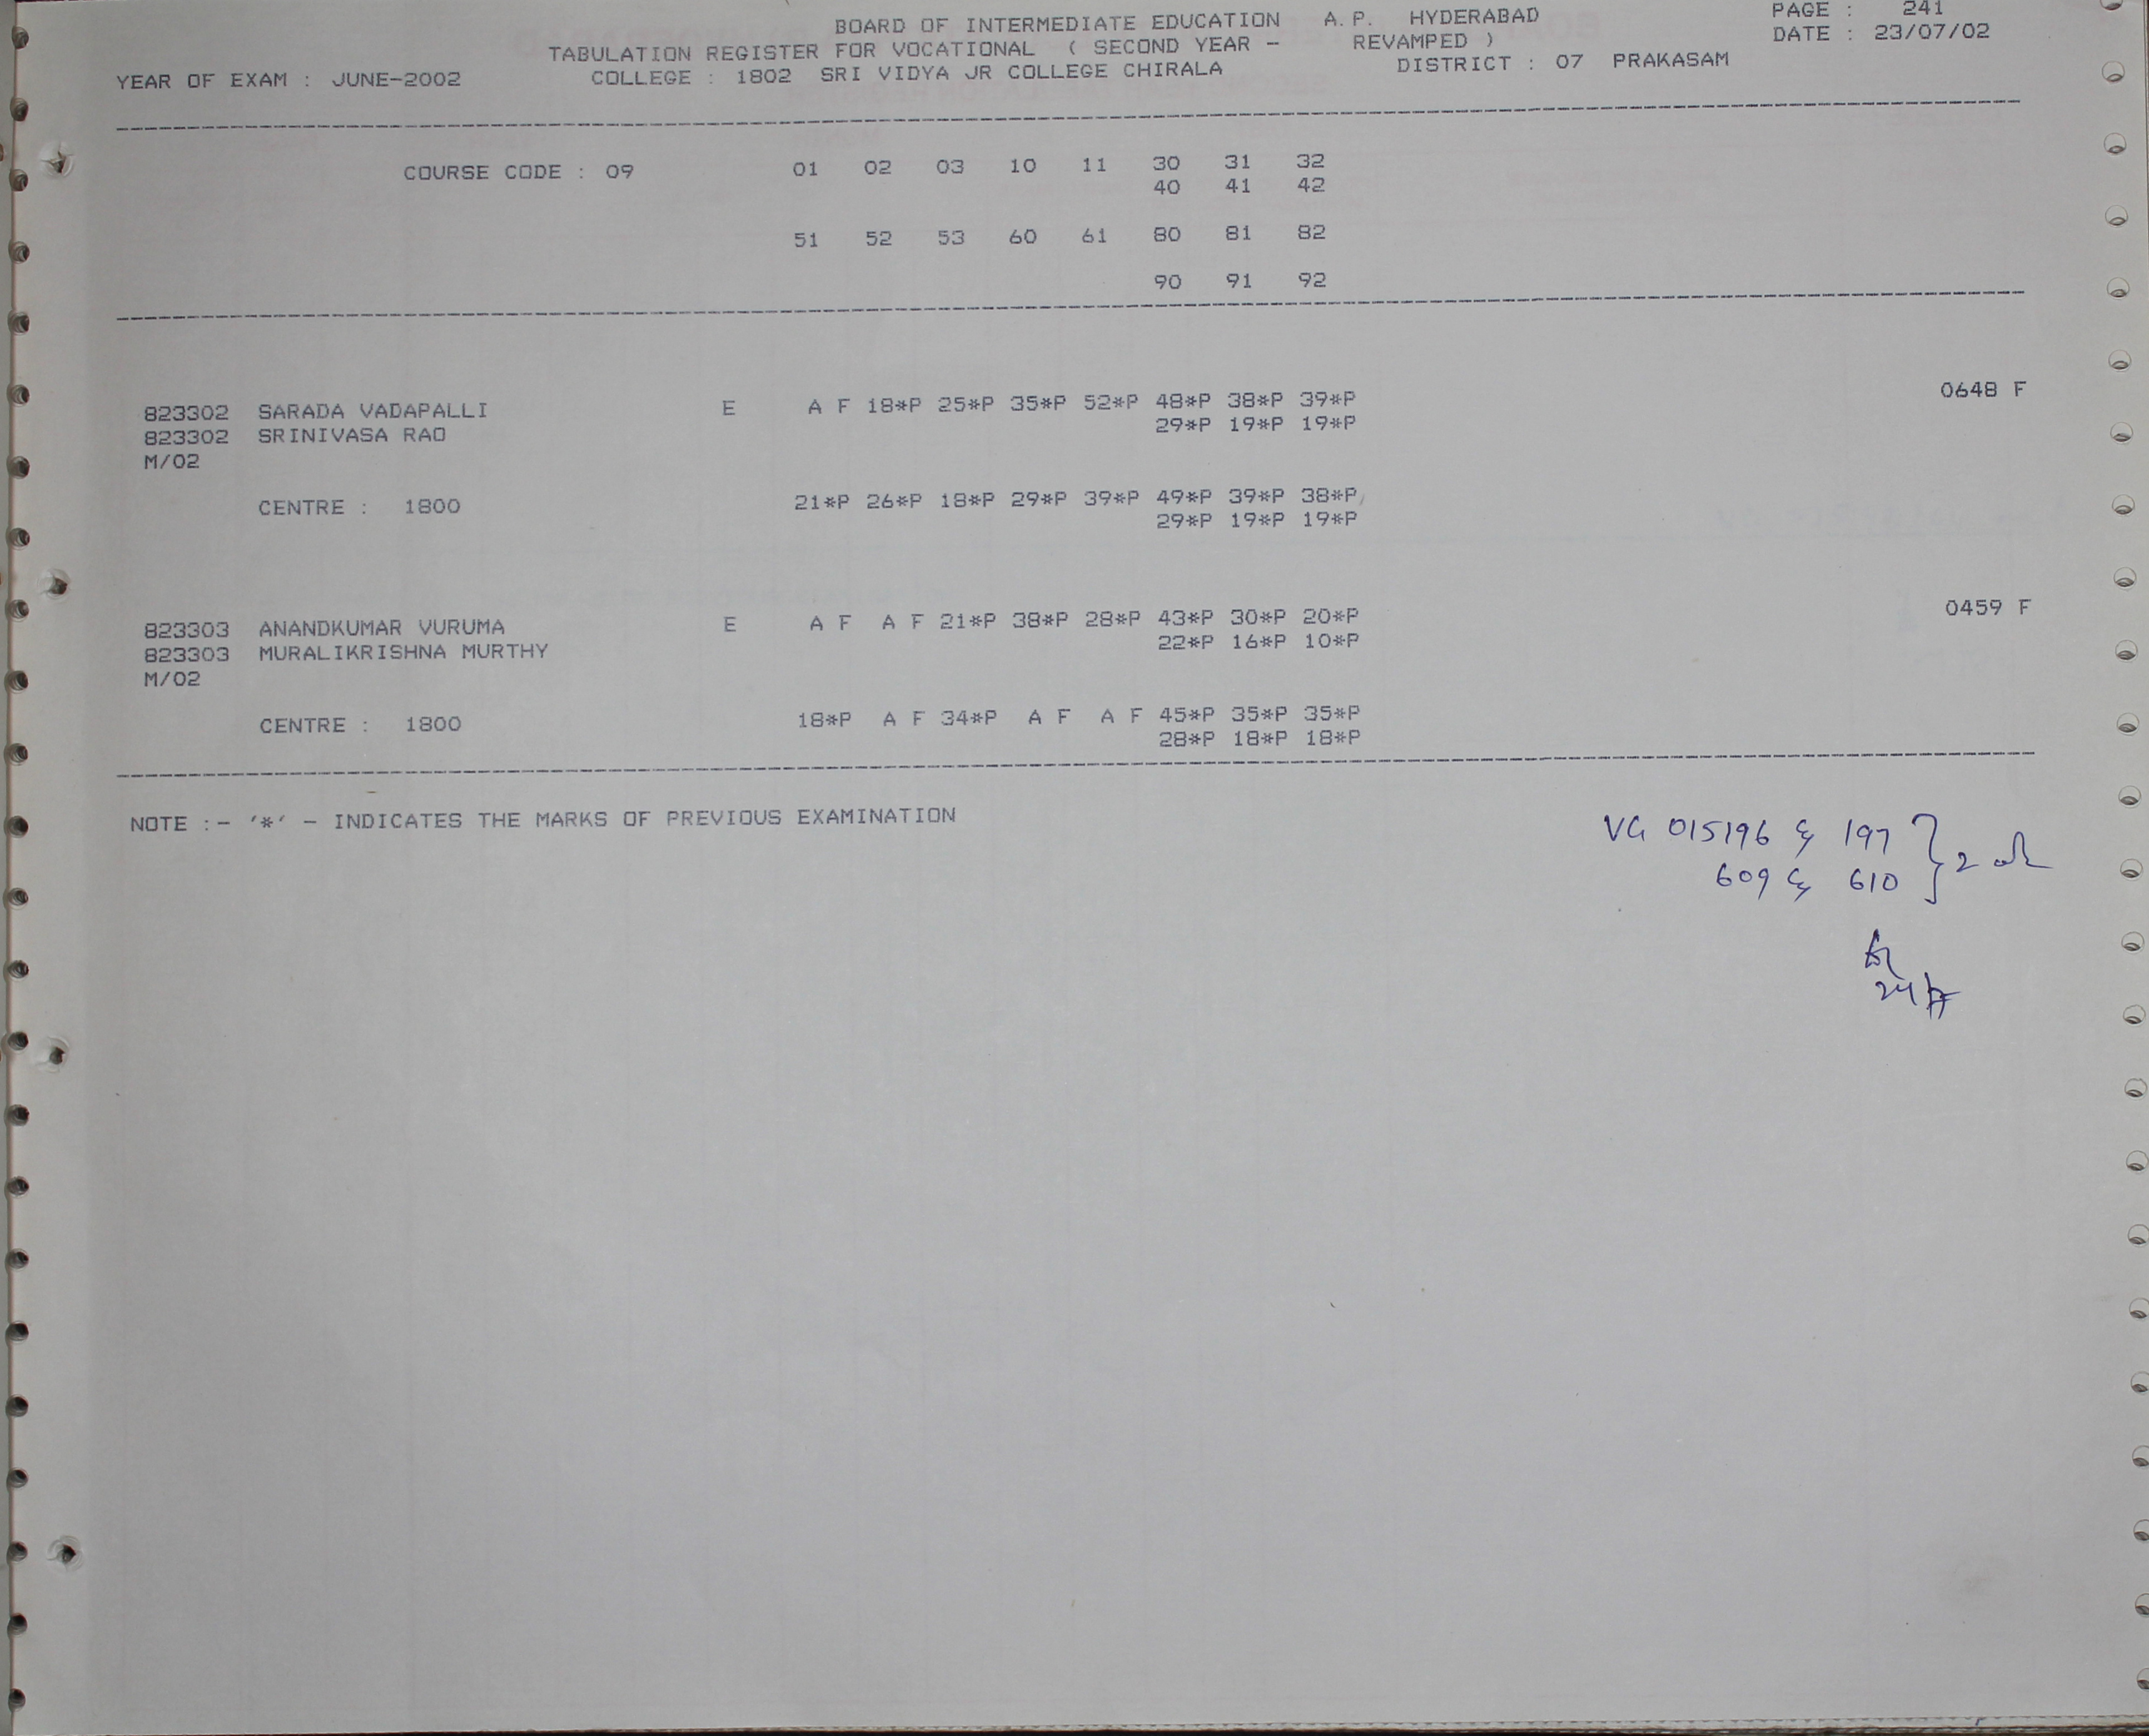 BOARD OF INTERMEDIATE EDUCATION A.P. HYDERABAD PAGE : 241
TABULATION REGISTER FOR VOCATIONAL ( SECOND YEAR - REVAMPED ) DATE : 23/07/02
YEAR OF EXAM : JUNE-2002 COLLEGE : 1802 SRI VIDYA JR COLLEGE CHIRALA DISTRICT : 07 PRAKASAM
COURSE CODE : 09 01 02 03 10 11 30 31 32
40 41 42
51 52 53 60 61 80 81 82
90 91 92
823302 SARADA VADAPALLI E A F 18*P 25*P 35*P 52*P 48*P 38*P 39*P 0648 F
823302 SRINIVASA RAO 29*P 19*P 19*P
M/02
CENTRE : 1800 21*P 26*P 18*P 29*P 39*P 49*P 39*P 38*P
29*P 19*P 19*P
823303 ANANDKUMAR VURUMA E A F A F 21*P 38*P 28*P 43*P 30*P 20*P 0459 F
823303 MURALIKRISHNA MURTHY 22*P 16*P 10*P
M/02
CENTRE : 1800 18*P A F 34*P A F A F 45*P 35*P 35*P
28*P 18*P 18*P
NOTE :- '*' - INDICATES THE MARKS OF PREVIOUS EXAMINATION
VG 015196 & 197
609 & 610 } 2